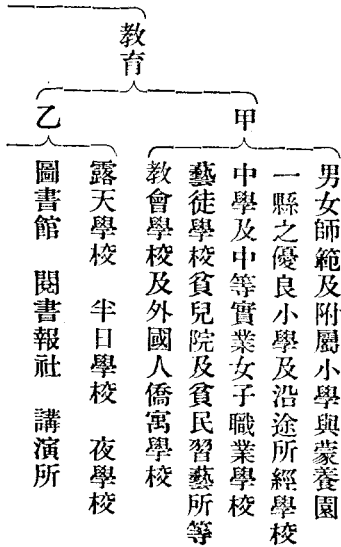 教育
甲
男女師範及附屬小學與蒙養園
一縣之優良小學及沿途所經學校
中學及中等實業女子職業學校
藝徒學校貧兒院及貧民習藝所等
教會學校及外國人僑寓學校
乙
露天學校 半日學校 夜學校
圖書館 閱書報社 講演所